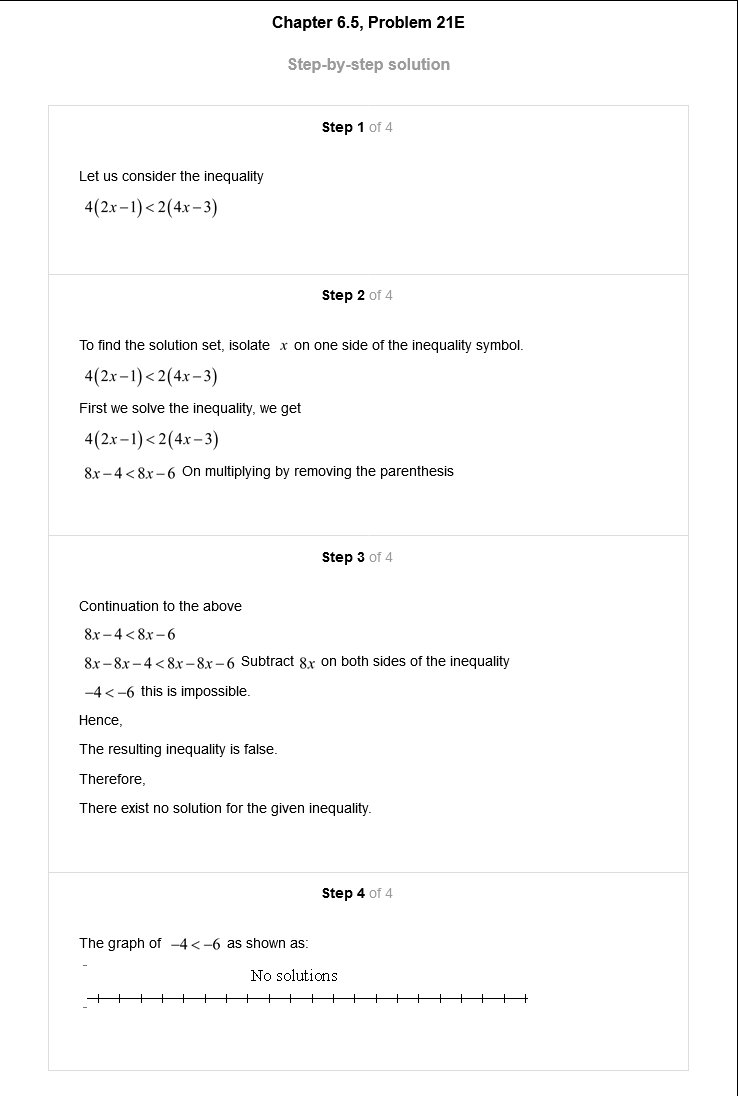 Chapter 6.5, Problem 21E
Step-by-step solution
Step 1 of 4
Let us consider the inequality
4(2x−1)<2(4x−3)
Step 2 of 4
To find the solution set, isolate x on one side of the inequality symbol.
4(2x−1)<2(4x−3)
First we solve the inequality, we get
4(2x−1)<2(4x−3)
8x−4<8x−6 On multiplying by removing the parenthesis
Step 3 of 4
Continuation to the above
8x−4<8x−6
8x−8x−4<8x−8x−6 Subtract 8x on both sides of the inequality
−4<−6 this is impossible.
Hence,
The resulting inequality is false.
Therefore,
There exist no solution for the given inequality.
Step 4 of 4
The graph of −4<−6 as shown as:
No solutions